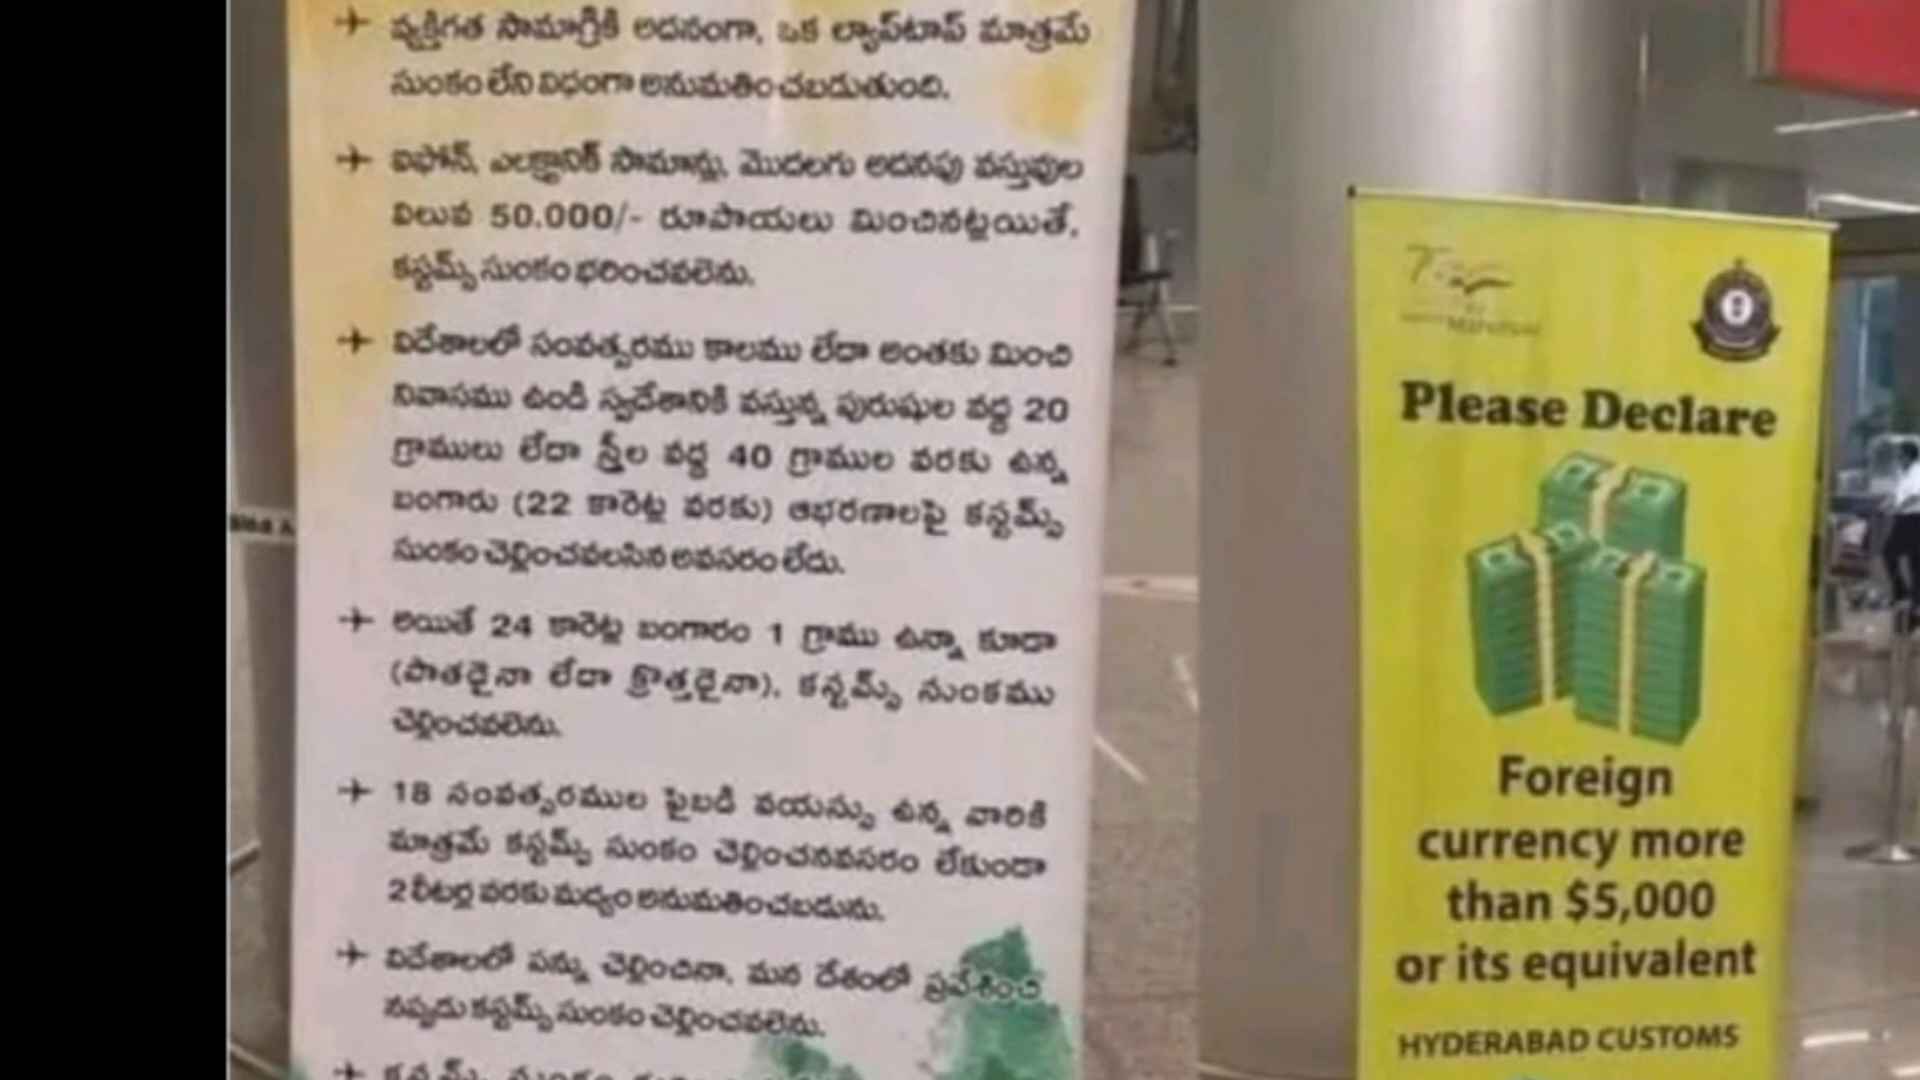 వ్యక్తిగత సామాగ్రికి అదనంగా, ఒక ల్యాప్‌టాప్ మాత్రమే
సుంకం లేని విధంగా అనుమతించబడుతుంది.
ఐఫోన్, ఎలక్ట్రానిక్ సామాన్లు, మొదలగు అదనపు వస్తువుల
విలువ 50.000/- రూపాయలు మించినట్లయితే,
కస్టమ్స్ సుంకం భరించవలెను.
విదేశాలలో సంవత్సరము కాలము లేదా అంతకు మించి
నివాసము ఉండి స్వదేశానికి వస్తున్న పురుషుల వద్ద 20
గ్రాములు లేదా స్త్రీల వద్ద 40 గ్రాముల వరకు ఉన్న
బంగారు (22 కారెట్ల వరకు) ఆభరణాలపై కస్టమ్స్
సుంకం చెల్లించవలసిన అవసరం లేదు.
అయితే 24 కారెట్ల బంగారం 1 గ్రాము ఉన్నా కూడా
(పాతదైనా లేదా క్రొత్తదైనా), కస్టమ్స్ సుంకము
చెల్లించవలెను.
18 సంవత్సరముల పైబడి వయస్సు ఉన్న వారికి
మాత్రమే కస్టమ్స్ సుంకం చెల్లించనవసరం లేకుండా
2 లీటర్ల వరకు మద్యం అనుమతించబడును.
విదేశాలలో పన్ను చెల్లించినా, మన దేశంలో ప్రవేశించి
నప్పుడు కస్టమ్స్ సుంకం చెల్లించవలెను.
కస్టమ్స్ సుంకం
Please Declare
Foreign
currency more
than $5,000
or its equivalent
HYDERABAD CUSTOMS